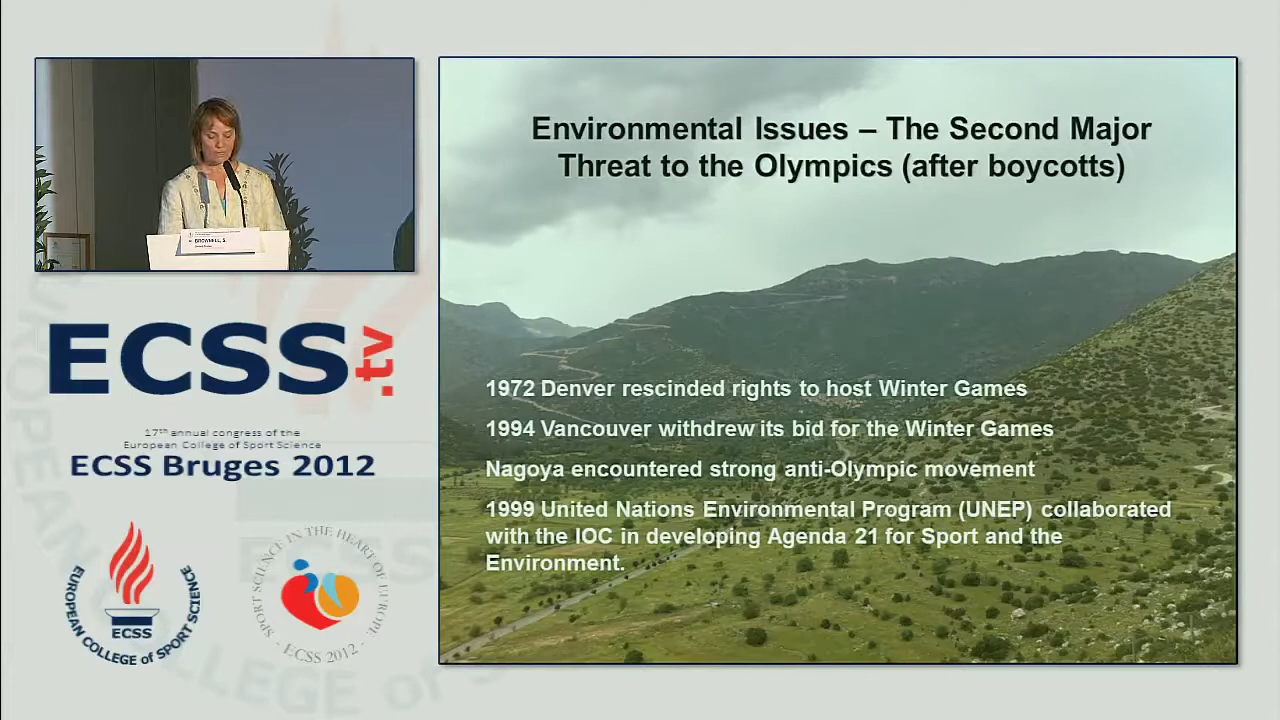 Environmental Issues – The Second Major
Threat to the Olympics (after boycotts)
1972 Denver rescinded rights to host Winter Games
1994 Vancouver withdrew its bid for the Winter Games
Nagoya encountered strong anti-Olympic movement
1999 United Nations Environmental Program (UNEP) collaborated
with the IOC in developing Agenda 21 for Sport and the
Environment.
BROWNELL, S.
ECSS.tv
17th annual congress of the
European College of Sport Science
ECSS Bruges 2012
EUROPEAN COLLEGE of SPORT SCIENCE
ECSS
SPORT SCIENCE IN THE HEART OF EUROPE
- ECSS 2012 -